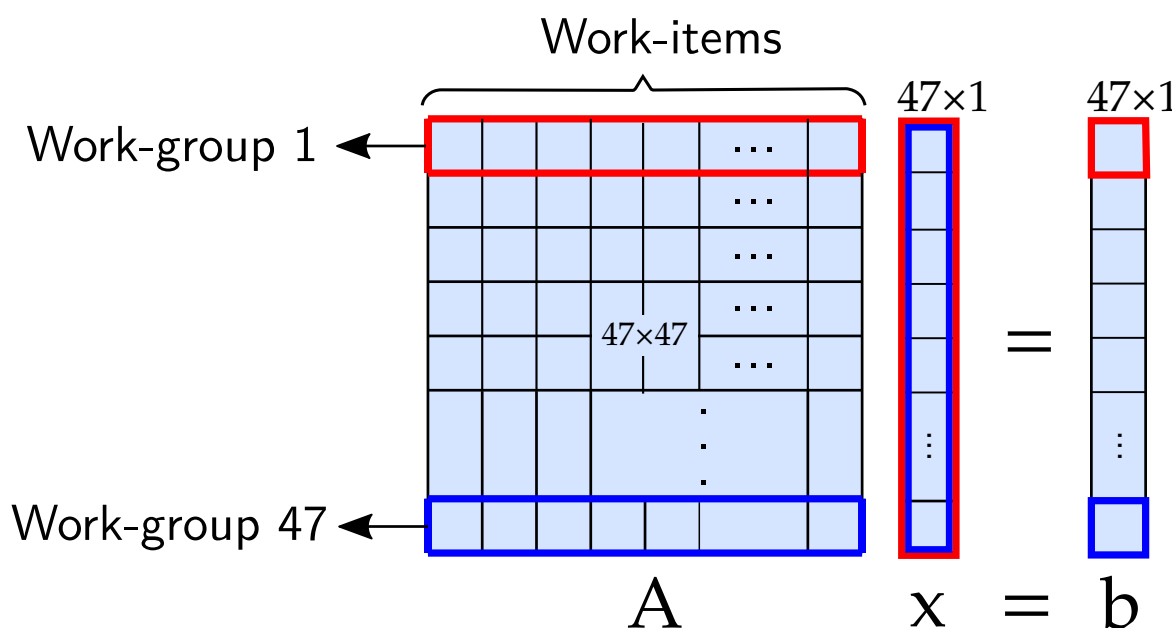 Work-items
47×1 47×1
Work-group 1
...
...
...
...
47×47
...
=
Work-group 47
A x = b